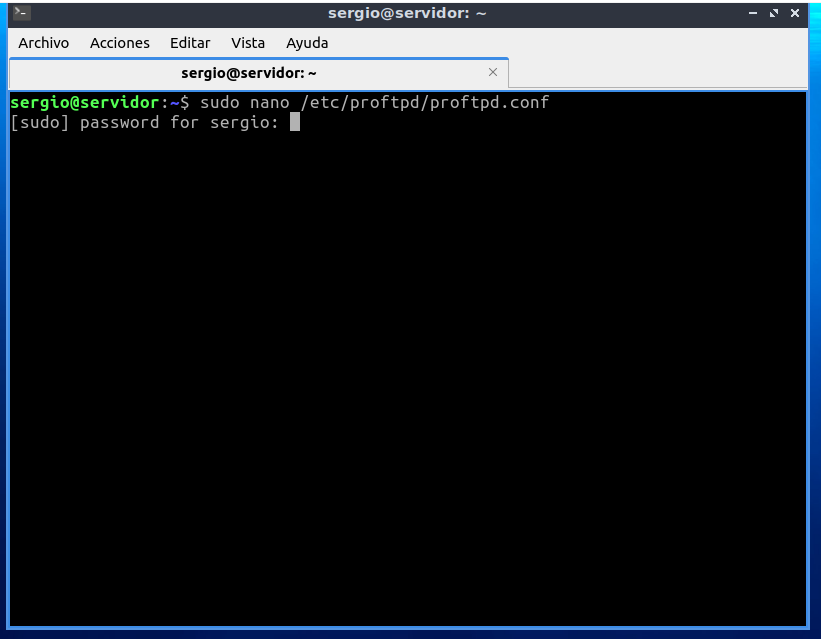 sergio@servidor: ~
Archivo Acciones Editar Vista Ayuda
sergio@servidor: ~
sergio@servidor:~$ sudo nano /etc/proftpd/proftpd.conf
[sudo] password for sergio: